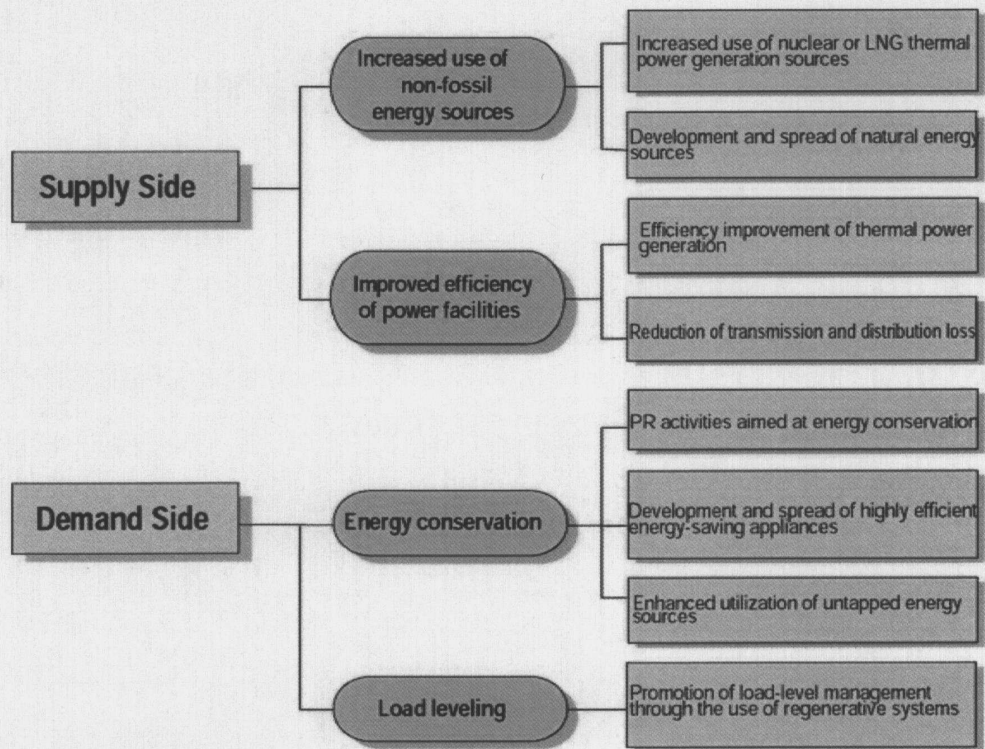 Supply Side
Increased use of
non-fossil
energy sources
Increased use of nuclear or LNG thermal
power generation sources
Development and spread of natural energy
sources
Improved efficiency
of power facilities
Efficiency improvement of thermal power
generation
Reduction of transmission and distribution loss
Demand Side
Energy conservation
PR activities aimed at energy conservation
Development and spread of highly efficient
energy-saving appliances
Enhanced utilization of untapped energy
sources
Load leveling
Promotion of load-level management
through the use of regenerative systems